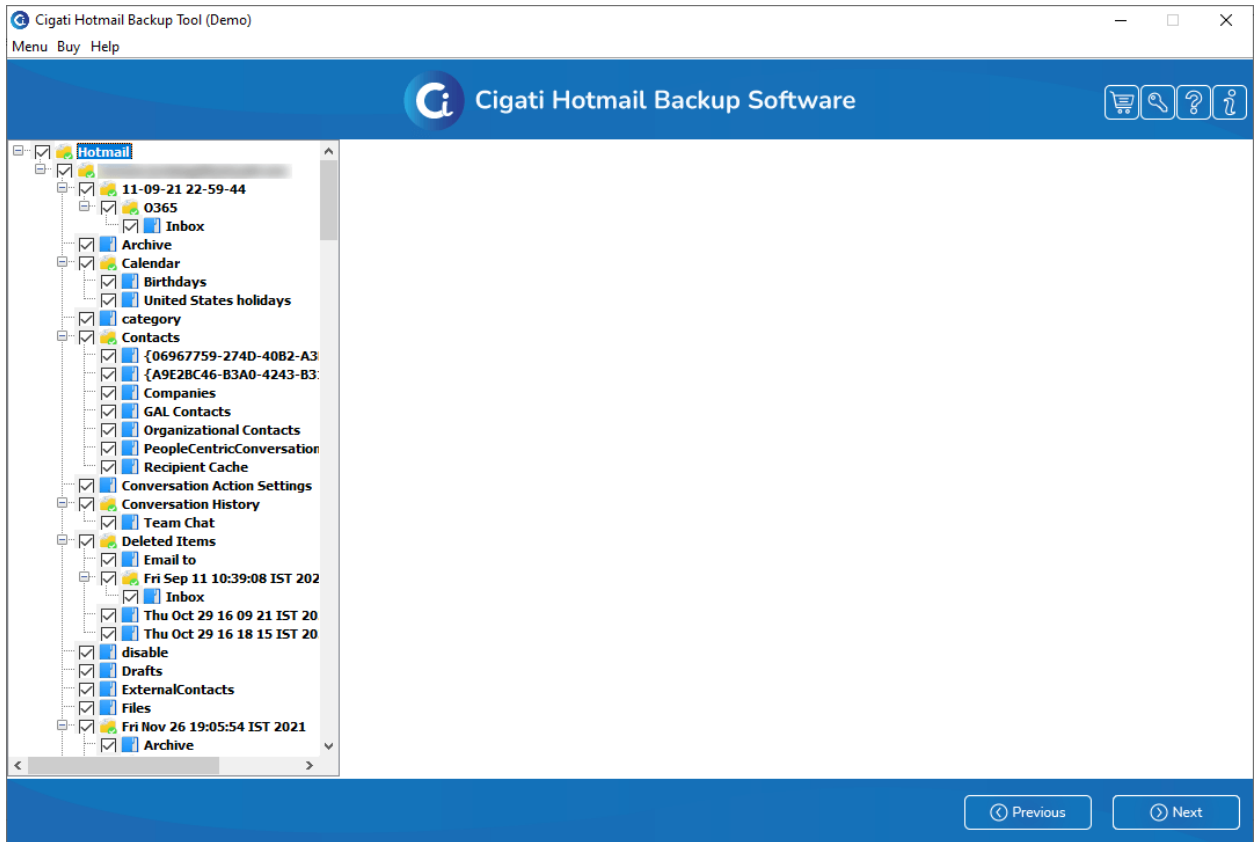 Cigati Hotmail Backup Tool (Demo)
Menu Buy Help
Cigati Hotmail Backup Software
Hotmail
11-09-21 22-59-44
O365
Inbox
Archive
Calendar
Birthdays
United States holidays
category
Contacts
{06967759-274D-40B2-A3
{A9E2BC46-B3A0-4243-B3
Companies
GAL Contacts
Organizational Contacts
PeopleCentricConversation
Recipient Cache
Conversation Action Settings
Conversation History
Team Chat
Deleted Items
Email to
Fri Sep 11 10:39:08 IST 202
Inbox
Thu Oct 29 16 09 21 IST 20
Thu Oct 29 16 18 15 IST 20
disable
Drafts
ExternalContacts
Files
Fri Nov 26 19:05:54 IST 2021
Archive
Previous
Next